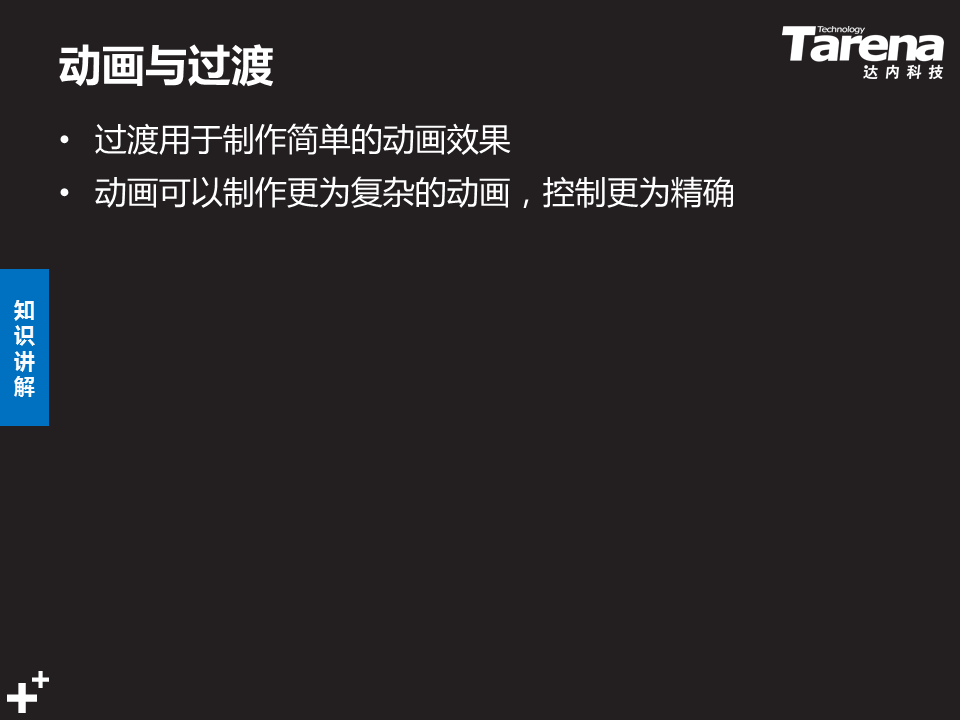 动画与过渡
Technology
Tarena
达内科技
• 过渡用于制作简单的动画效果
• 动画可以制作更为复杂的动画，控制更为精确
知
识
讲
解